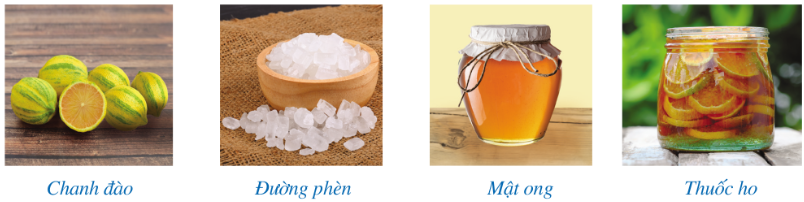 Chanh đào
Đường phèn
Mật ong
Thuốc ho